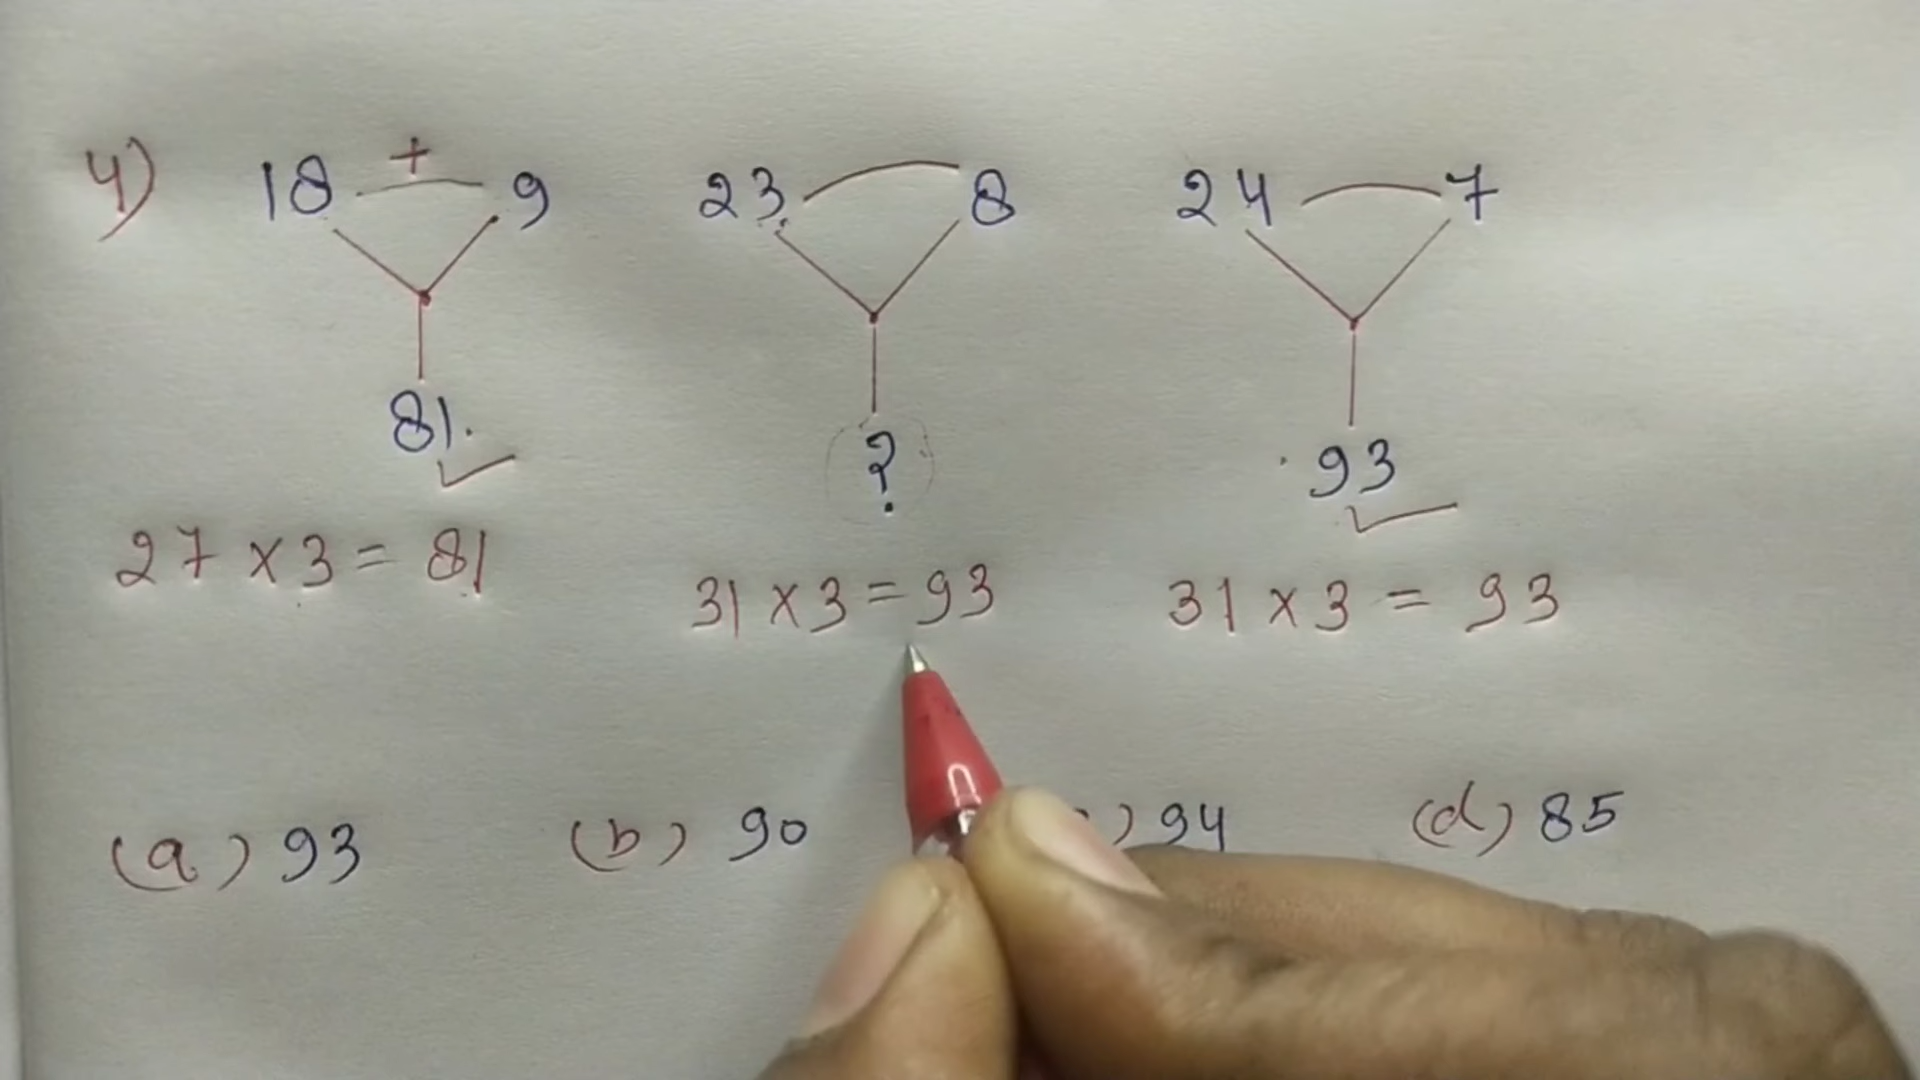 4) 18 + 9 23 8 24 7
81. ? 93
27 × 3 = 81 31 × 3 = 93 31 × 3 = 93
(a) 93 (b) 90 ) 94 (d) 85